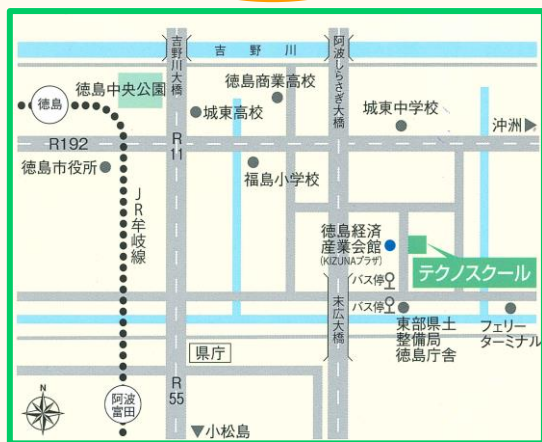 吉野川
吉野川大橋
阿波しらさぎ大橋
徳島
徳島中央公園
徳島商業高校
城東高校
城東中学校
沖洲▶
R192
R
11
徳島市役所
福島小学校
JR牟岐線
徳島経済
産業会館
(KIZUNAプラザ)
テクノスクール
バス停
バス停
末広大橋
東部県土
整備局
徳島庁舎
フェリー
ターミナル
県庁
R
55
N
阿波
富田
▼小松島